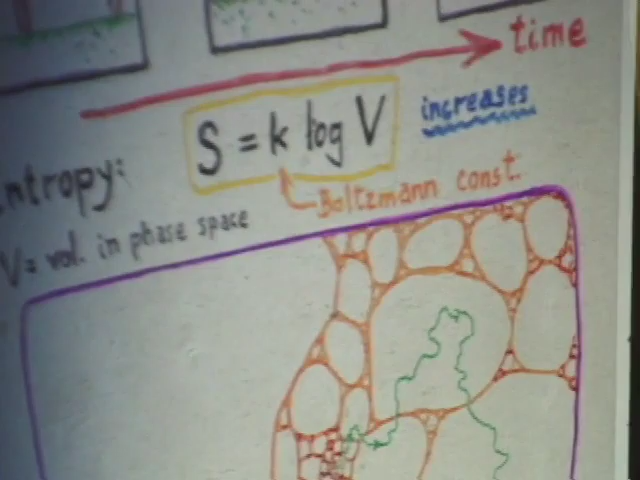 time
S = k log V
increases
ntropy:
Boltzmann const.
V = vol. in phase space